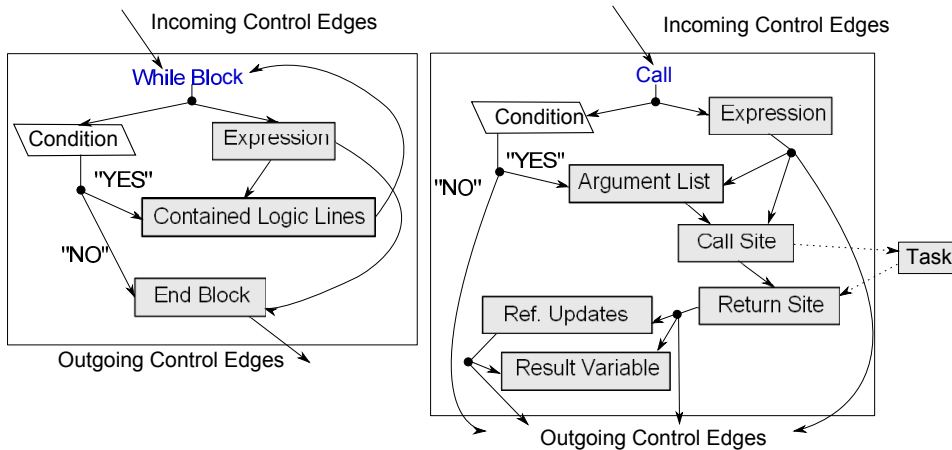 Incoming Control Edges
While Block
Condition
Expression
"YES"
Contained Logic Lines
"NO"
End Block
Outgoing Control Edges
Incoming Control Edges
Call
Condition
Expression
"YES"
"NO"
Argument List
Call Site
Task
Return Site
Ref. Updates
Result Variable
Outgoing Control Edges